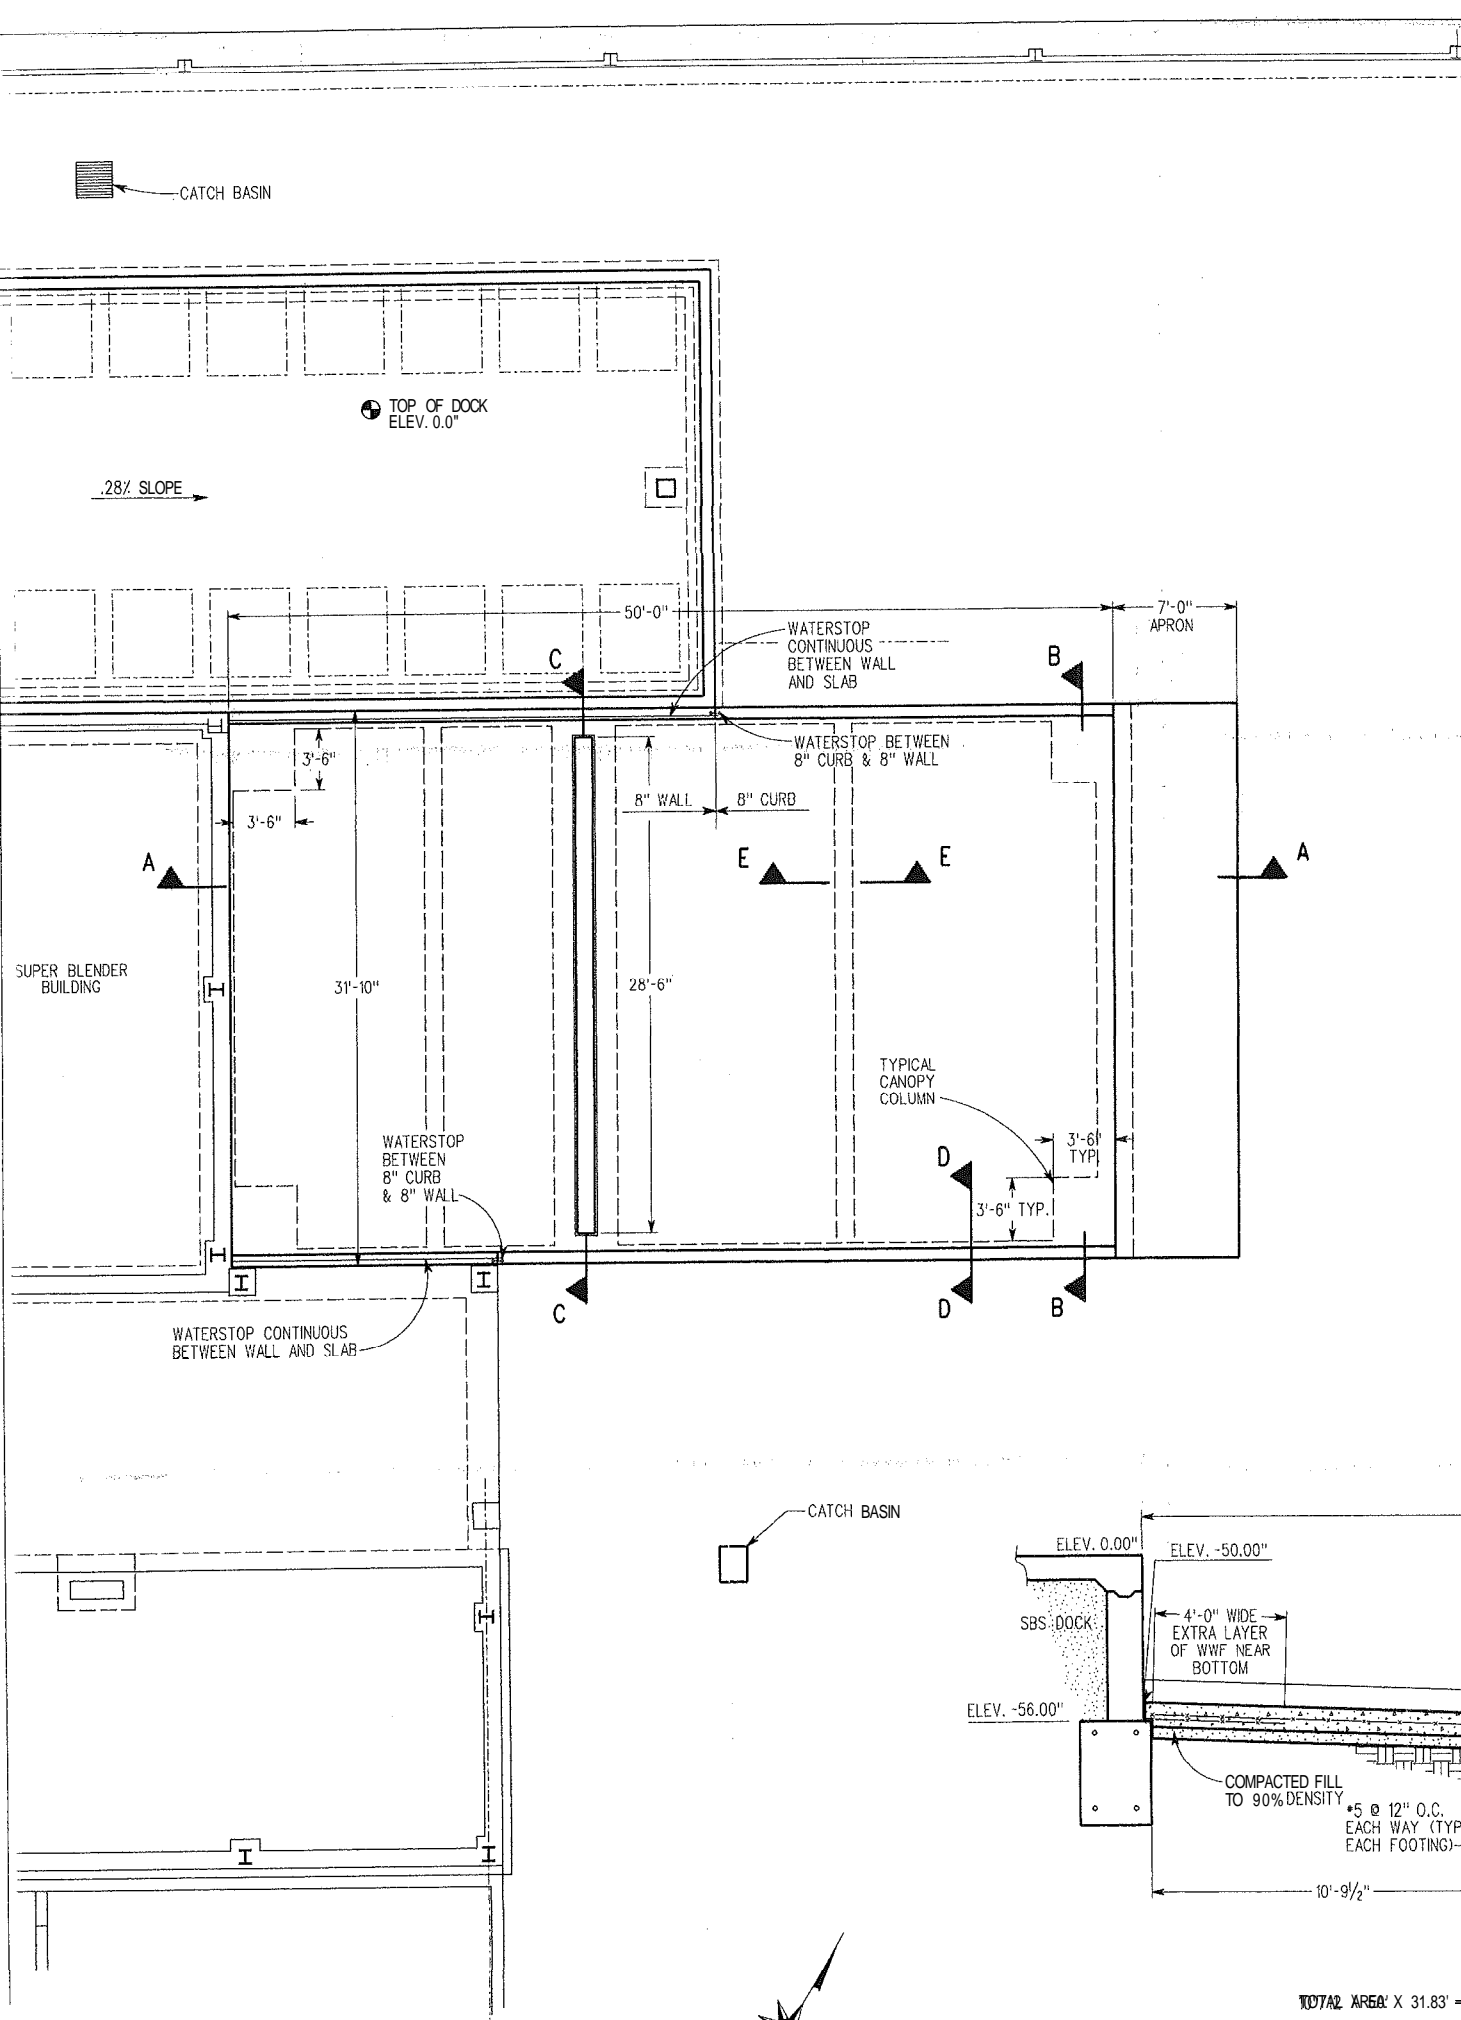 CATCH BASIN
TOP OF DOCK
ELEV. 0.0"
.28% SLOPE
50'-0"
7'-0"
APRON
WATERSTOP
CONTINUOUS
BETWEEN WALL
AND SLAB
C
B
WATERSTOP BETWEEN
8" CURB & 8" WALL
3'-6"
3'-6"
8" WALL
8" CURB
A
E
E
A
SUPER BLENDER
BUILDING
31'-10"
28'-6"
TYPICAL
CANOPY
COLUMN
WATERSTOP
BETWEEN
8" CURB
& 8" WALL
3'-6"
TYP.
D
3'-6" TYP.
C
D
B
WATERSTOP CONTINUOUS
BETWEEN WALL AND SLAB
CATCH BASIN
ELEV. 0.00"
ELEV. -50.00"
SBS DOCK
4'-0" WIDE
EXTRA LAYER
OF WWF NEAR
BOTTOM
ELEV. -56.00"
COMPACTED FILL
TO 90% DENSITY
#5 @ 12" O.C.
EACH WAY (TYP
EACH FOOTING)
10'-9½"
X 31.83' =